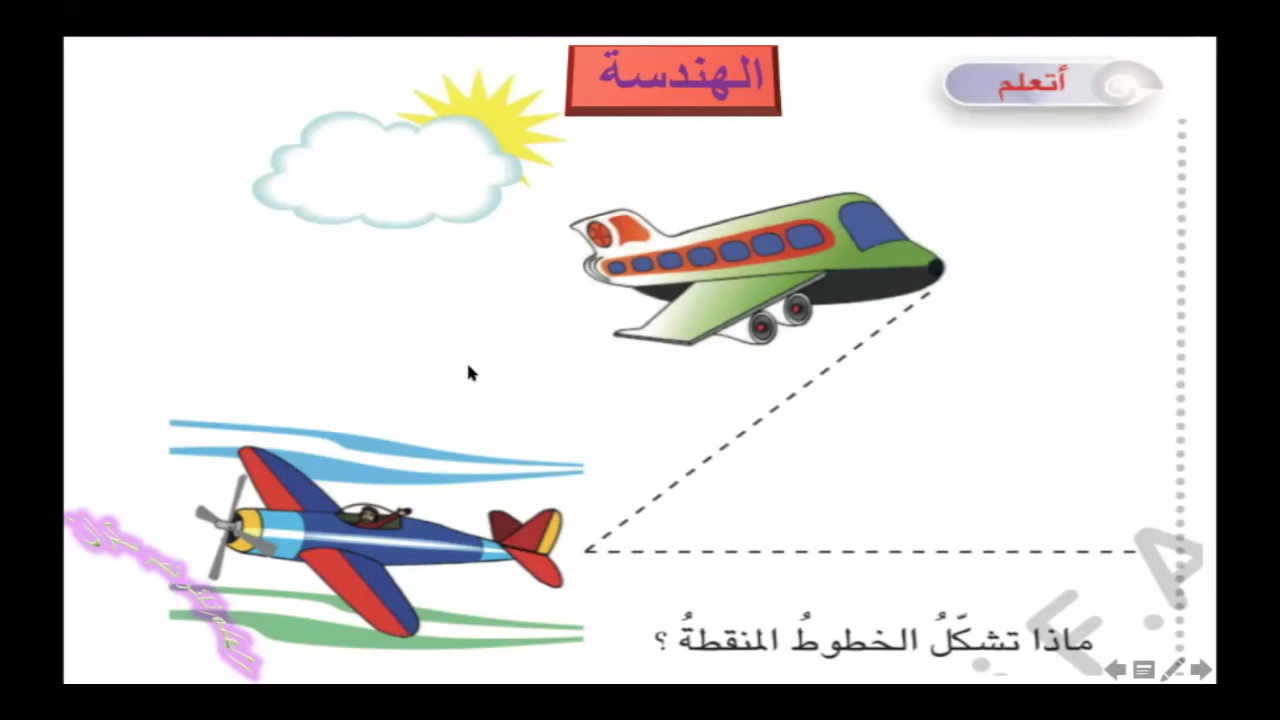 الهندسة
أتعلم
ماذا تشكّلُ الخطوطُ المنقطةُ ؟